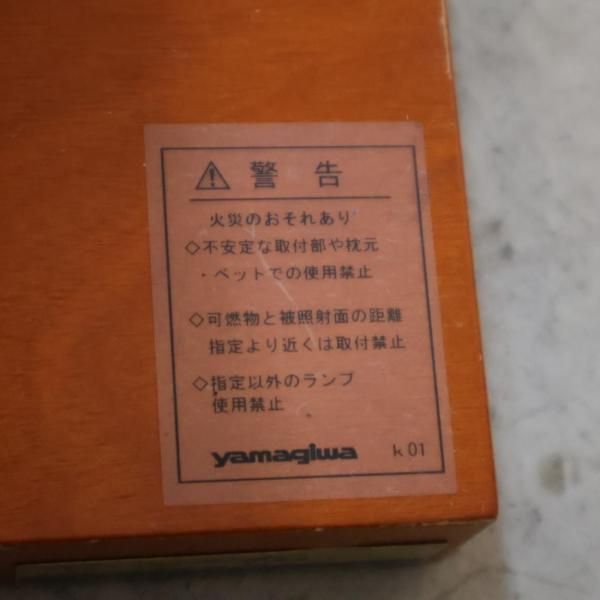 警告
火災のおそれあり
◇不安定な取付部や枕元
・ベットでの使用禁止
◇可燃物と被照射面の距離
指定より近くは取付禁止
◇指定以外のランプ
使用禁止
yamagiwa k01